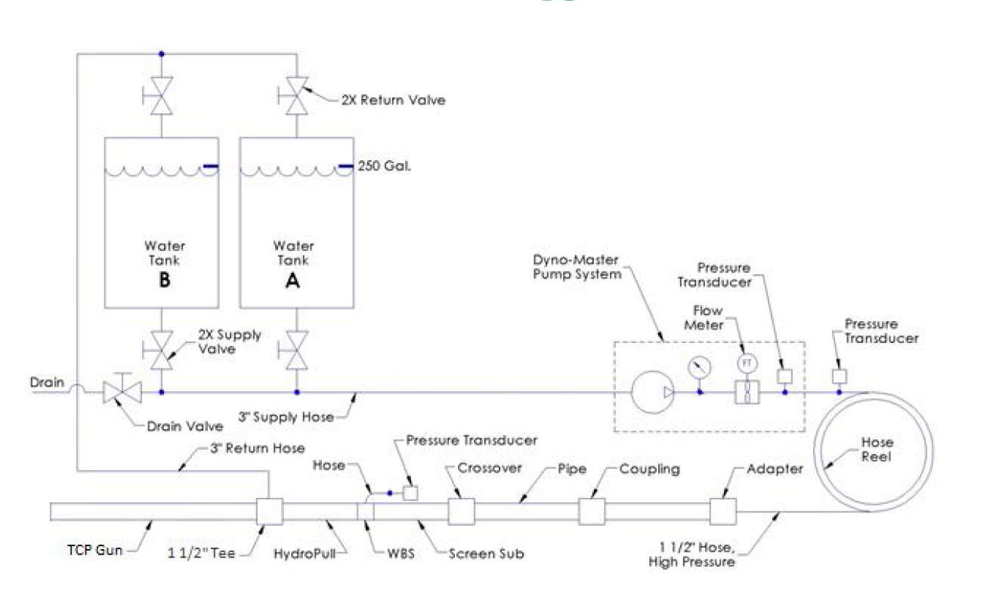 2X Return Valve
250 Gal.
Water
Tank
B
Water
Tank
A
2X Supply
Valve
Dyno-Master
Pump System
Pressure
Transducer
Flow
Meter
FT
Pressure
Transducer
Drain
Drain Valve
3" Supply Hose
3" Return Hose
Hose
Pressure Transducer
Crossover
Pipe
Coupling
Adapter
Hose
Reel
TCP Gun
1 1/2" Tee
HydroPull
WBS
Screen Sub
1 1/2" Hose,
High Pressure